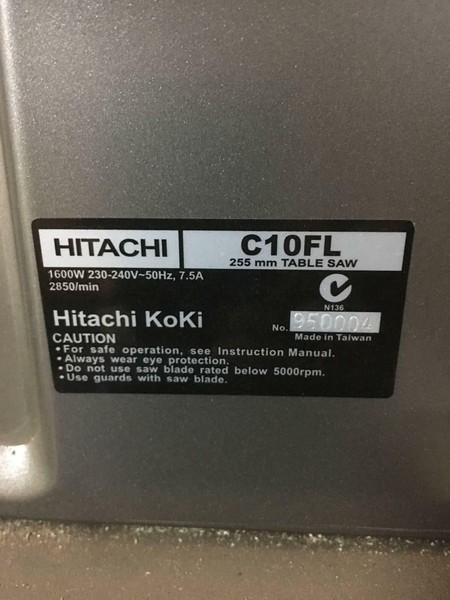 HITACHI
C10FL
255 mm TABLE SAW
1600W 230-240V~50Hz, 7.5A
2850/min
N136
Hitachi KoKi
No. 950004
Made in Taiwan
CAUTION
•For safe operation, see Instruction Manual.
•Always wear eye protection.
•Do not use saw blade rated below 5000rpm.
•Use guards with saw blade.